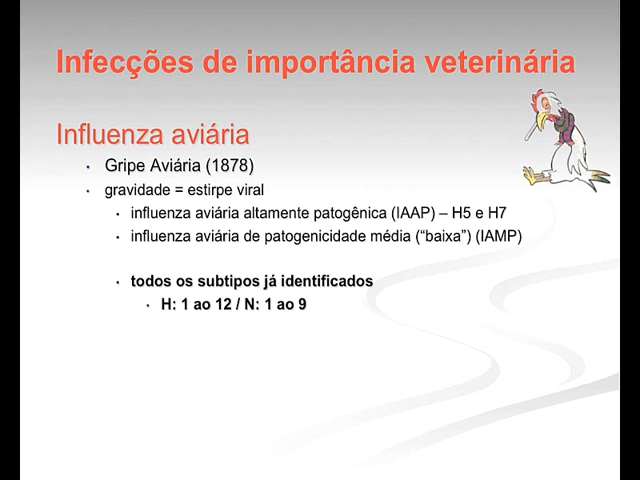 Infecções de importância veterinária
Influenza aviária
• Gripe Aviária (1878)
• gravidade = estirpe viral
• influenza aviária altamente patogênica (IAAP) – H5 e H7
• influenza aviária de patogenicidade média (“baixa”) (IAMP)
• todos os subtipos já identificados
• H: 1 ao 12 / N: 1 ao 9